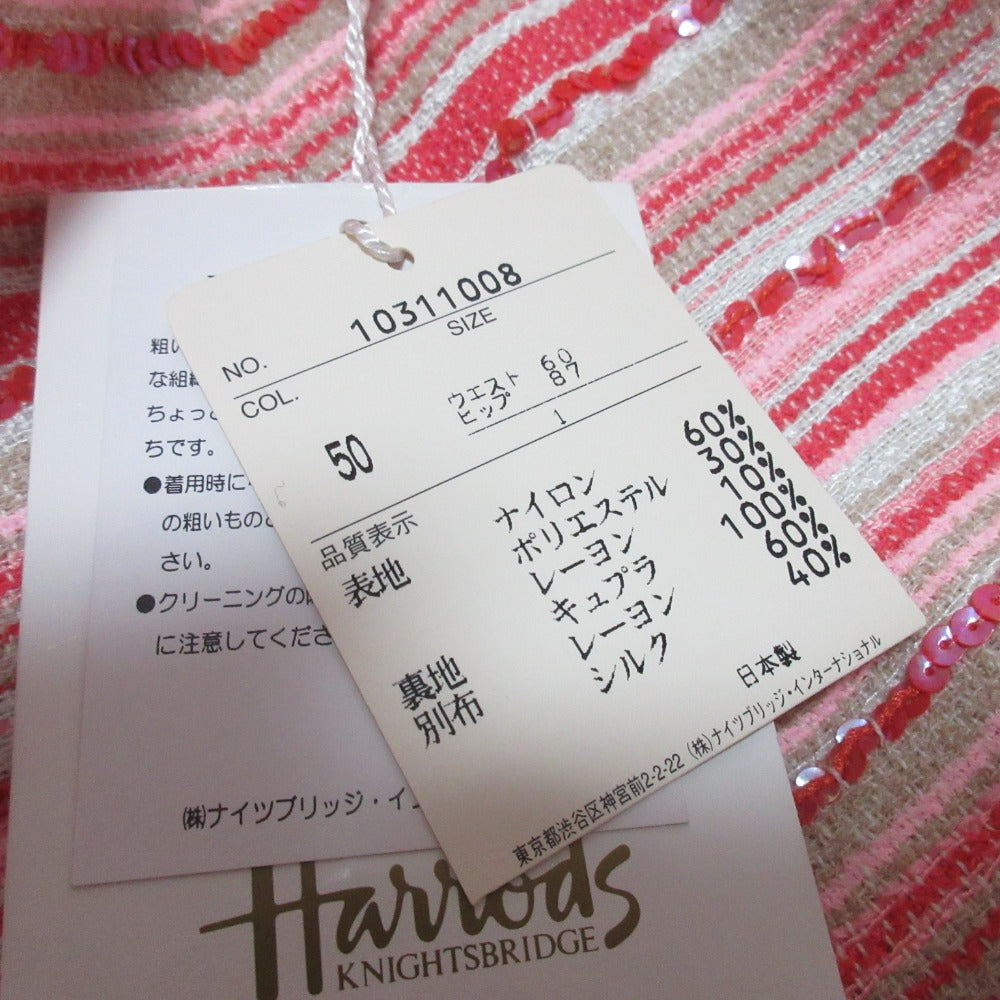 NO. 10311008
SIZE
COL.
50
ウエスト 60
ヒップ 87
1
品質表示
表地 ナイロン 60%
ポリエステル 30%
レーヨン 10%
裏地 キュプラ 100%
別布 レーヨン 60%
シルク 40%
日本製
東京都渋谷区神宮前2-2-22 (株)ナイツブリッジ・インターナショナル
粗い
な組織
ちょっと
ちです。
●着用時に
の粗いもの
さい。
●クリーニングの
に注意してくださ
㈱ナイツブリッジ・イン
Harrods
KNIGHTSBRIDGE